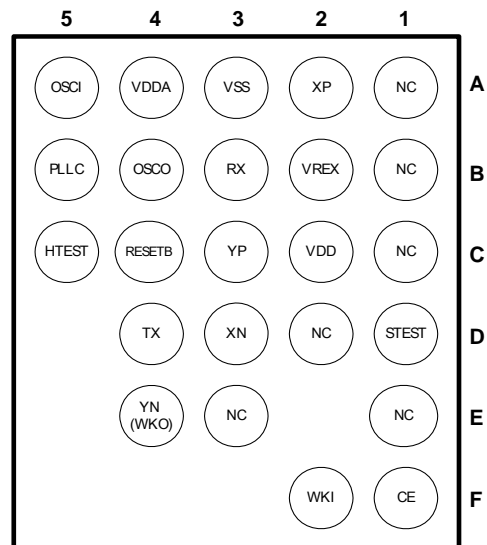 5 4 3 2 1
OSCI VDDA VSS XP NC A
PLLC OSCO RX VREX NC B
HTEST RESETB YP VDD NC C
TX XN NC STEST D
YN
(WKO) NC NC E
WKI CE F